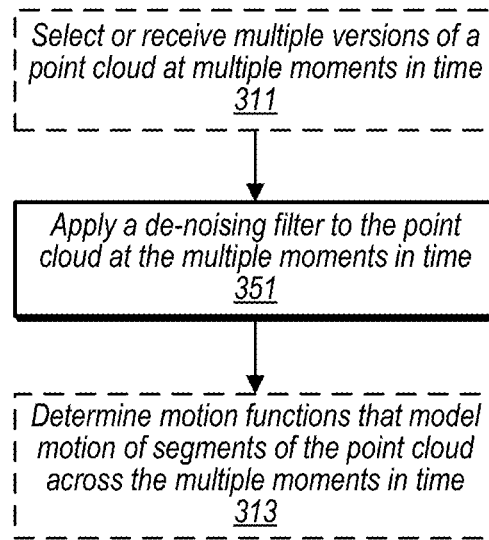 Select or receive multiple versions of a
point cloud at multiple moments in time
311
Apply a de-noising filter to the point
cloud at the multiple moments in time
351
Determine motion functions that model
motion of segments of the point cloud
across the multiple moments in time
313